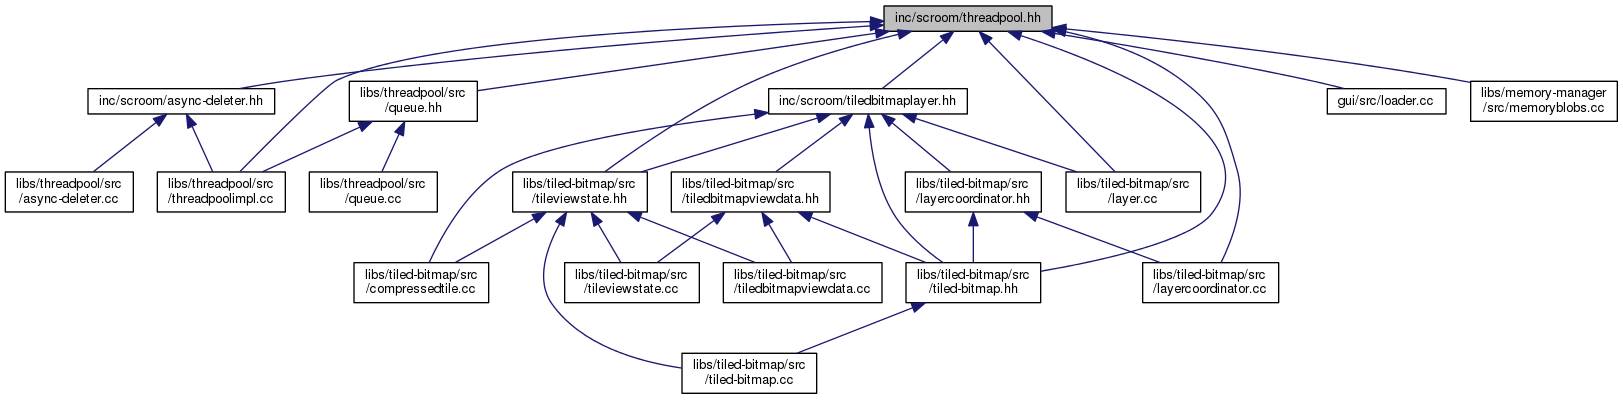 inc/scroom/threadpool.hh
inc/scroom/async-deleter.hh
libs/threadpool/src
/queue.hh
inc/scroom/tiledbitmaplayer.hh
gui/src/loader.cc
libs/memory-manager
/src/memoryblobs.cc
libs/threadpool/src
/async-deleter.cc
libs/threadpool/src
/threadpoolimpl.cc
libs/threadpool/src
/queue.cc
libs/tiled-bitmap/src
/tileviewstate.hh
libs/tiled-bitmap/src
/tiledbitmapviewdata.hh
libs/tiled-bitmap/src
/layercoordinator.hh
libs/tiled-bitmap/src
/layer.cc
libs/tiled-bitmap/src
/compressedtile.cc
libs/tiled-bitmap/src
/tileviewstate.cc
libs/tiled-bitmap/src
/tiledbitmapviewdata.cc
libs/tiled-bitmap/src
/tiled-bitmap.hh
libs/tiled-bitmap/src
/layercoordinator.cc
libs/tiled-bitmap/src
/tiled-bitmap.cc